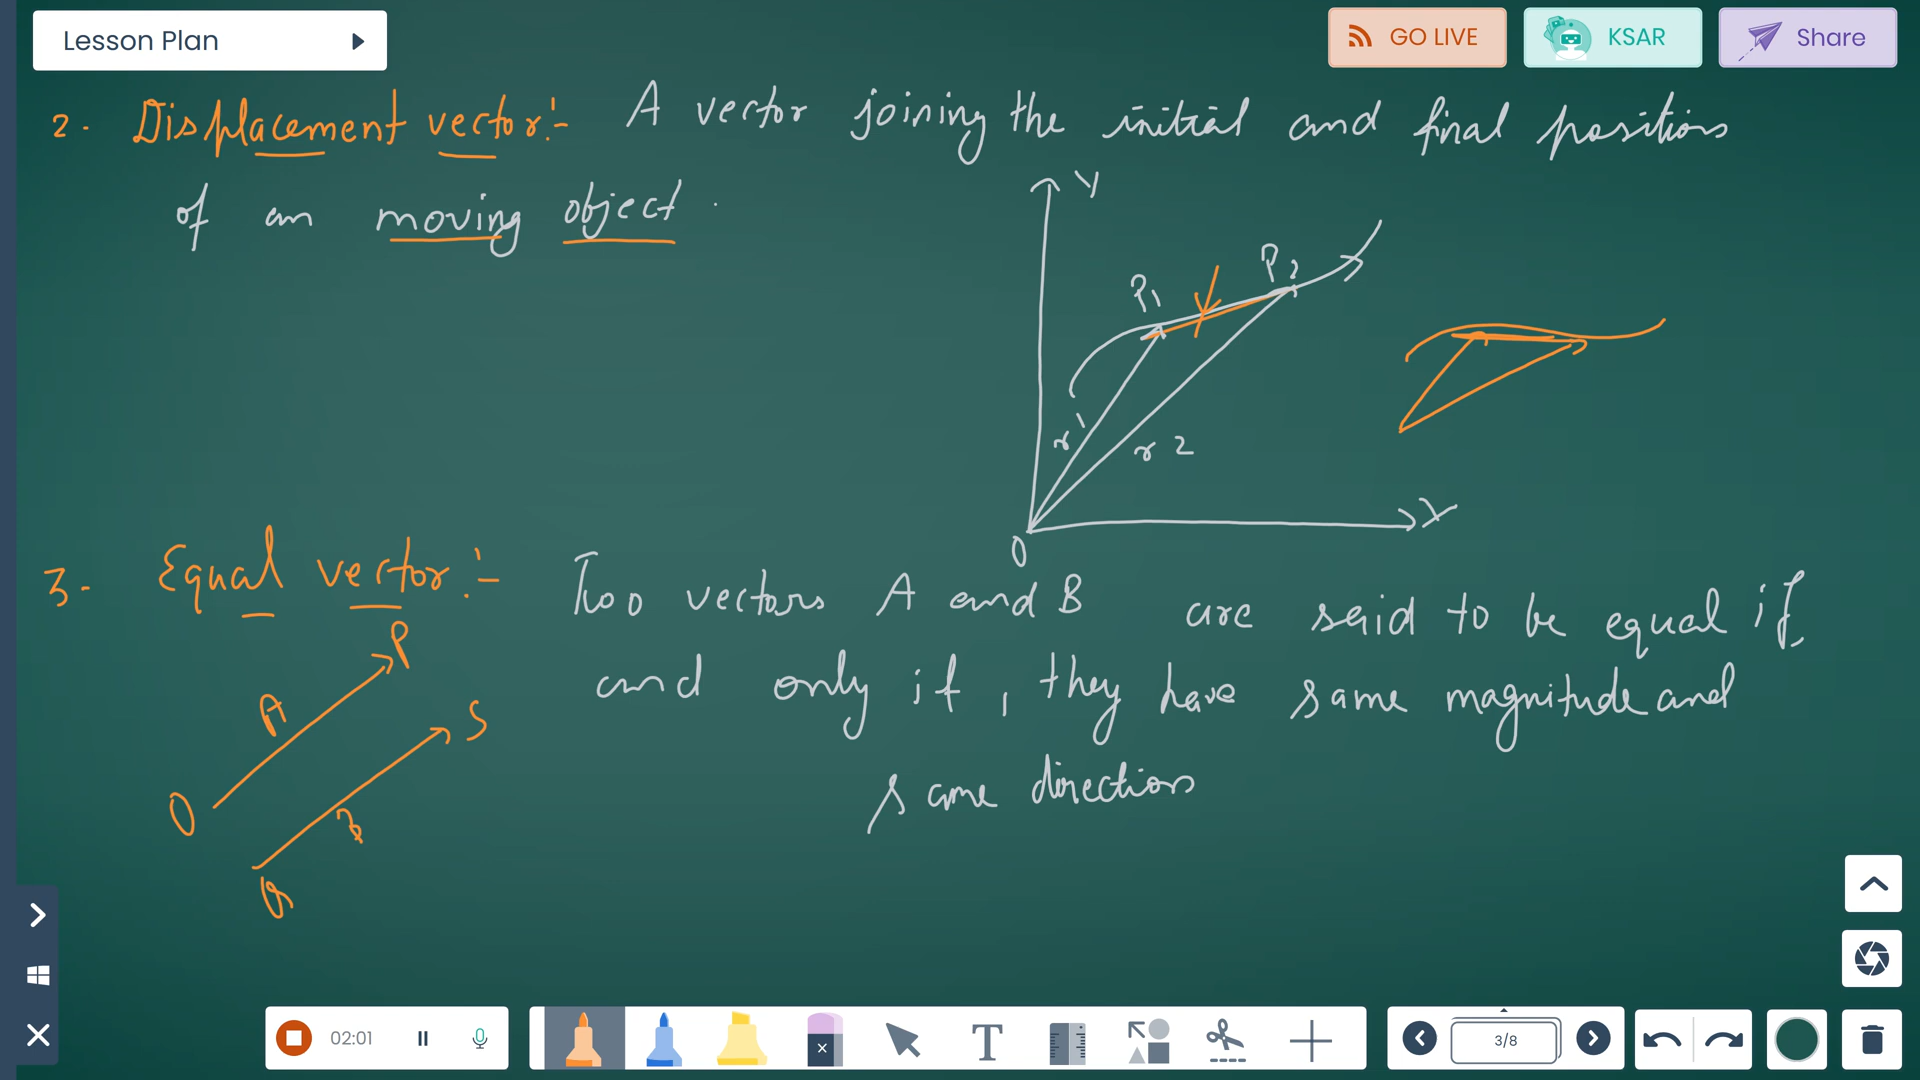 Lesson Plan
GO LIVE
KSAR
Share
2. Displacement vector:- A vector joining the initial and final positions
of an moving object.
Y
P1
P2
r1
r2
X
O
3. Equal vector:- Two vectors A and B are said to be equal if
and only if, they have same magnitude and
same direction
P
A
S
O
Q
02:01
T
3/8